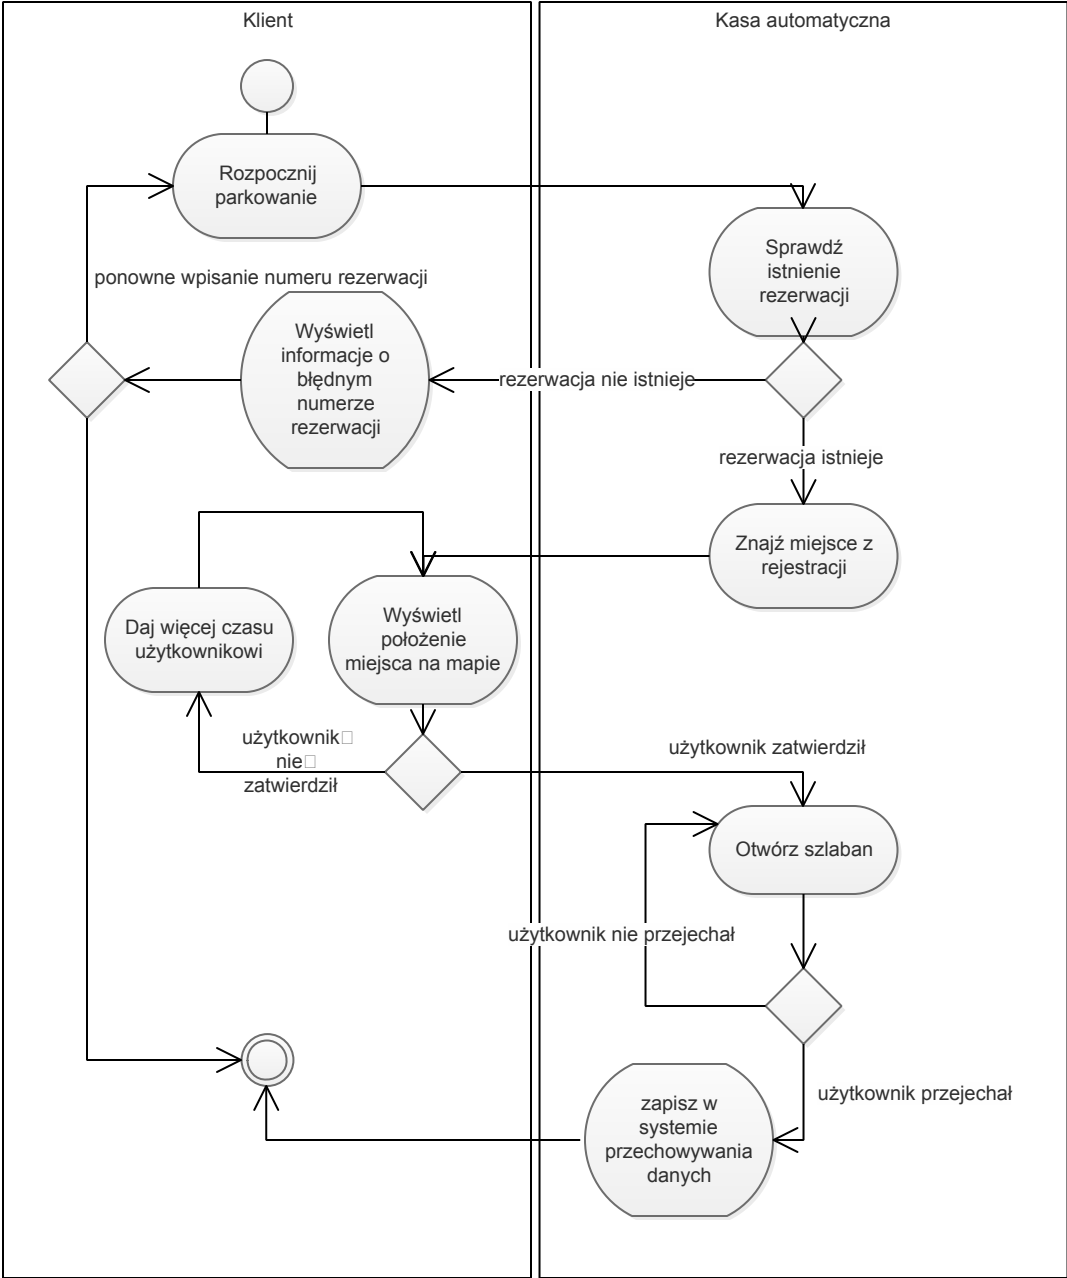 Klient
Kasa automatyczna
Rozpocznij
parkowanie
Sprawdź
istnienie
rezerwacji
ponowne wpisanie numeru rezerwacji
Wyświetl
informacje o
błędnym
numerze
rezerwacji
rezerwacja nie istnieje
rezerwacja istnieje
Znajź miejsce z
rejestracji
Daj więcej czasu
użytkownikowi
Wyświetl
położenie
miejsca na mapie
użytkownik
nie
zatwierdził
użytkownik zatwierdził
Otwórz szlaban
użytkownik nie przejechał
użytkownik przejechał
zapisz w
systemie
przechowywania
danych